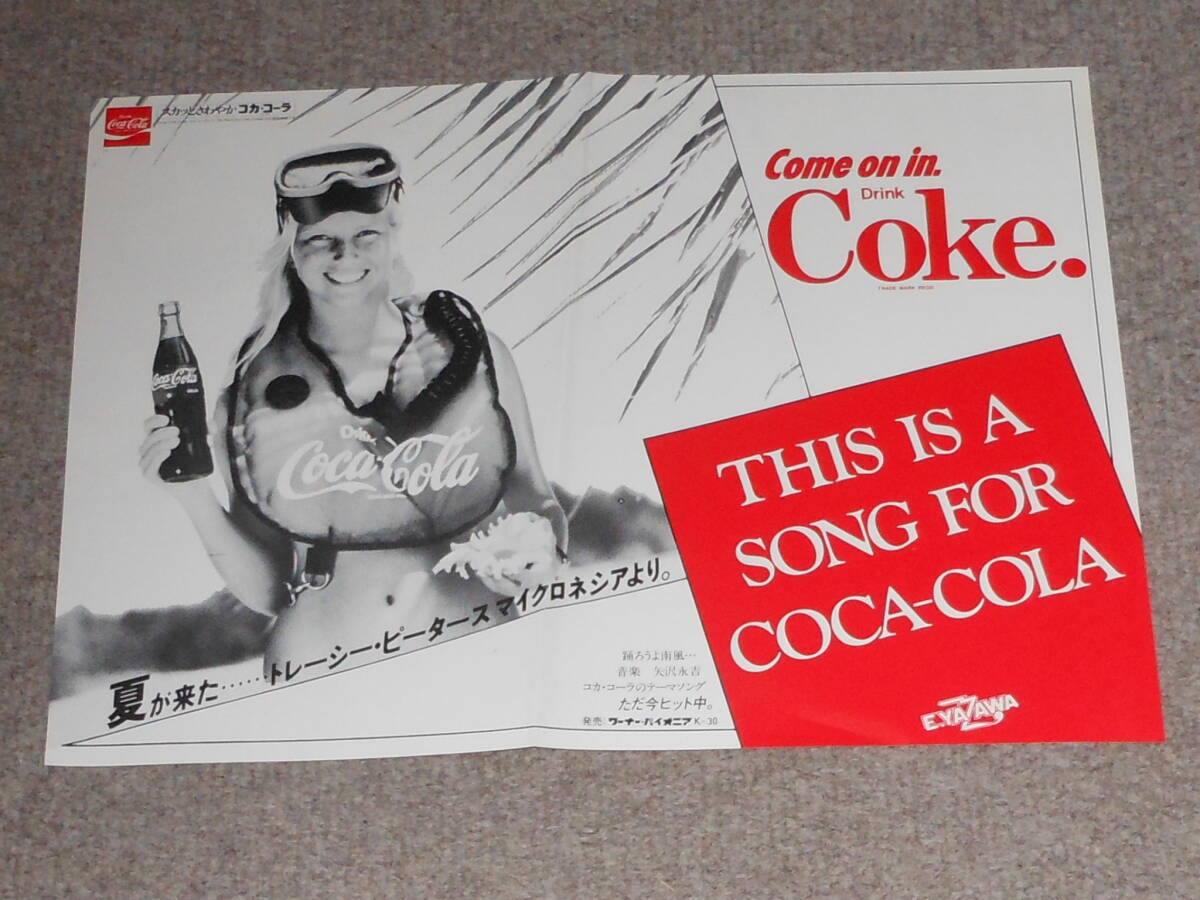 Coca-Cola
スカッとさわやか コカ・コーラ
Come on in.
Drink
Coke.
TRADE MARK REGD
Coca-Cola
Drink
Coca-Cola
THIS IS A
SONG FOR
COCA-COLA
夏が来た……トレーシー・ピータース マイクロネシアより。
踊ろうよ南風…
音楽 矢沢永吉
コカ・コーラのテーマソング
ただ今ヒット中。
発売:ワーナー・パイオニア K-30
E.YAZAWA